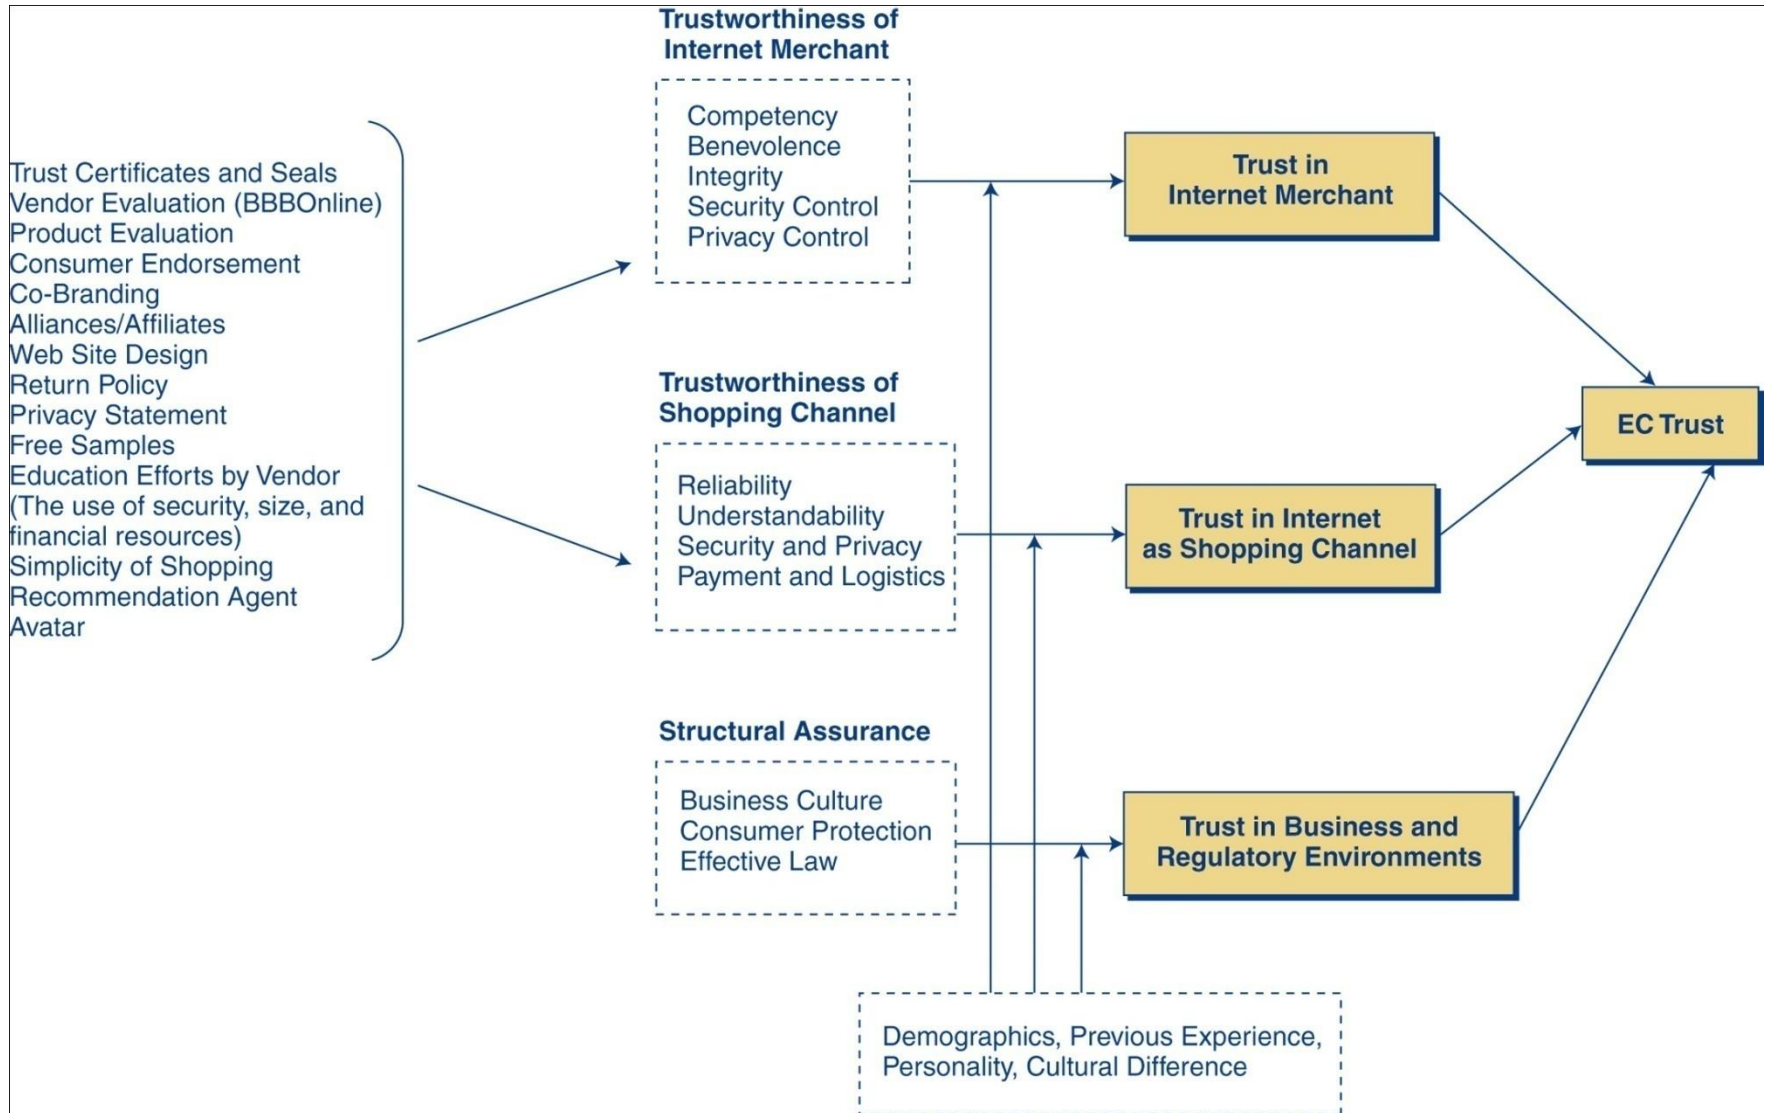 Trustworthiness of
Internet Merchant
Competency
Benevolence
Integrity
Security Control
Privacy Control
Trust in
Internet Merchant
Trust Certificates and Seals
Vendor Evaluation (BBBOnline)
Product Evaluation
Consumer Endorsement
Co-Branding
Alliances/Affiliates
Web Site Design
Return Policy
Privacy Statement
Free Samples
Education Efforts by Vendor
(The use of security, size, and
financial resources)
Simplicity of Shopping
Recommendation Agent
Avatar
Trustworthiness of
Shopping Channel
Reliability
Understandability
Security and Privacy
Payment and Logistics
Trust in Internet
as Shopping Channel
EC Trust
Structural Assurance
Business Culture
Consumer Protection
Effective Law
Trust in Business and
Regulatory Environments
Demographics, Previous Experience,
Personality, Cultural Difference